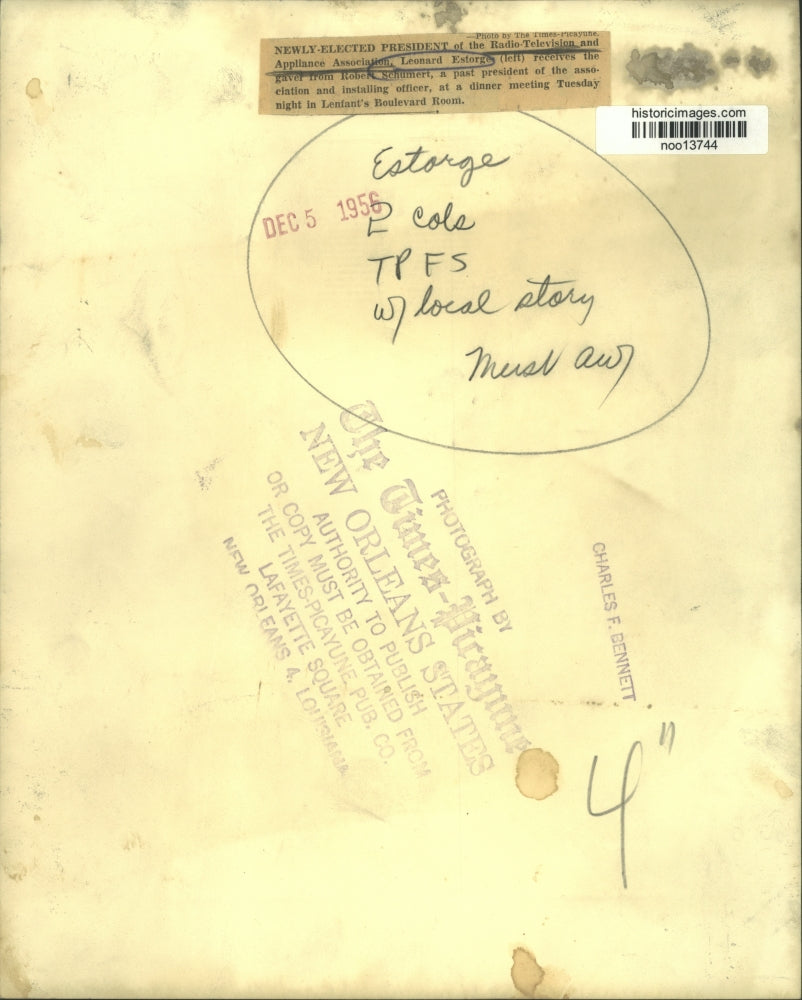 —Photo by The Times-Picayune.
NEWLY-ELECTED PRESIDENT of the Radio-Television and
Appliance Association, Leonard Estorge (left) receives the
gavel from Robert Schumert, a past president of the asso-
ciation and installing officer, at a dinner meeting Tuesday
night in Lenfant's Boulevard Room.
historicimages.com
noo13744
Estorge
DEC 5 1956
2 cols
TP FS
w/ local story
Must
PHOTOGRAPH BY
The Times-Picayune
NEW ORLEANS STATES
AUTHORITY TO PUBLISH
OR COPY MUST BE OBTAINED FROM
THE TIMES-PICAYUNE PUB. CO.
LAFAYETTE SQUARE
NEW ORLEANS 4, LOUISIANA
CHARLES F. BENNETT
4"